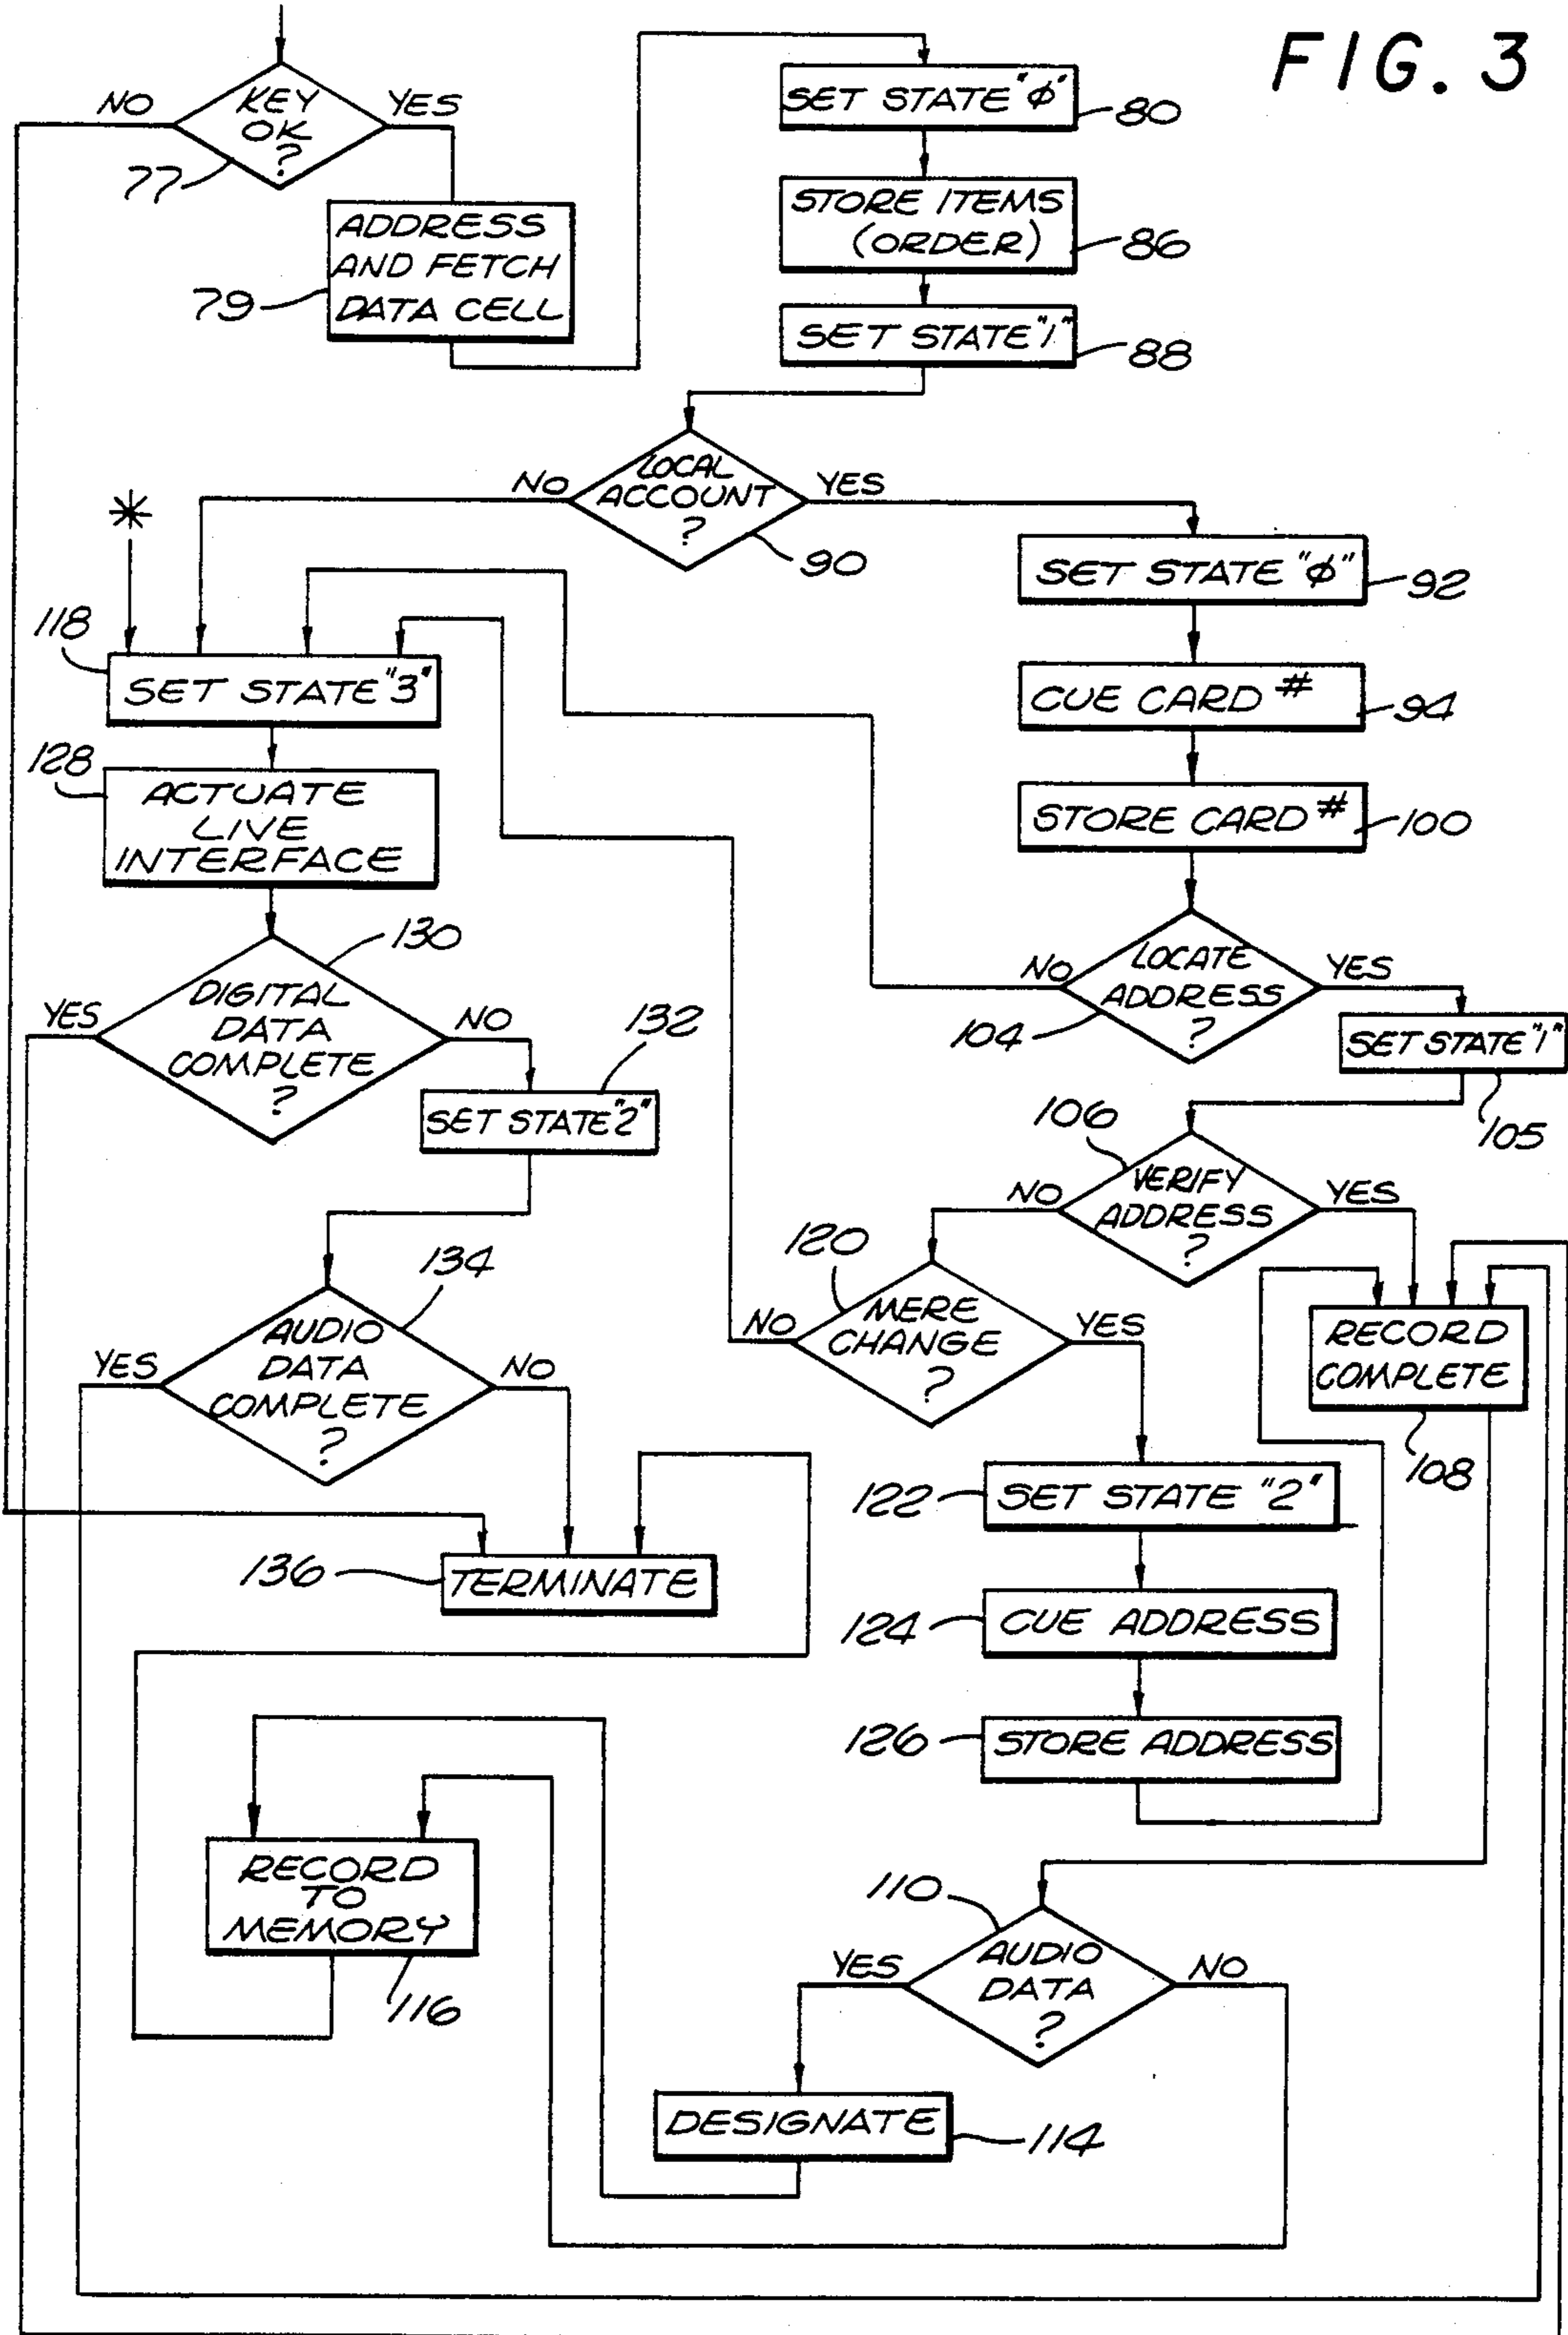 FIG. 3
NO
KEY
OK
?
YES
77
ADDRESS
AND FETCH
DATA CELL
79
SET STATE "ϕ"
80
STORE ITEMS
(ORDER)
86
SET STATE "1"
88
NO
LOCAL
ACCOUNT
?
YES
90
*
SET STATE "ϕ"
92
118
SET STATE "3"
CUE CARD #
94
128
ACTUATE
LIVE
INTERFACE
STORE CARD #
100
130
NO
LOCATE
ADDRESS
?
YES
104
YES
DIGITAL
DATA
COMPLETE
?
NO
132
SET STATE "1"
105
SET STATE "2"
106
NO
VERIFY
ADDRESS
?
YES
134
120
YES
AUDIO
DATA
COMPLETE
?
NO
NO
MERE
CHANGE
?
YES
RECORD
COMPLETE
108
122
SET STATE "2"
136
TERMINATE
124
CUE ADDRESS
126
STORE ADDRESS
RECORD
TO
MEMORY
116
110
YES
AUDIO
DATA
?
NO
DESIGNATE
114